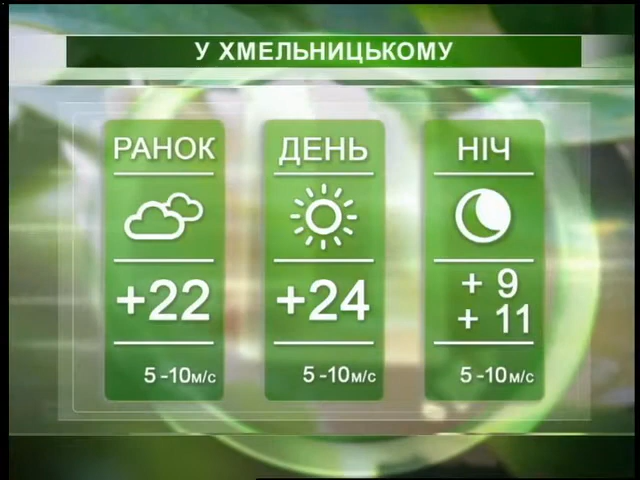 У ХМЕЛЬНИЦЬКОМУ
РАНОК
+22
5 -10м/с
ДЕНЬ
+24
5 -10м/с
НІЧ
+ 9
+ 11
5 -10м/с